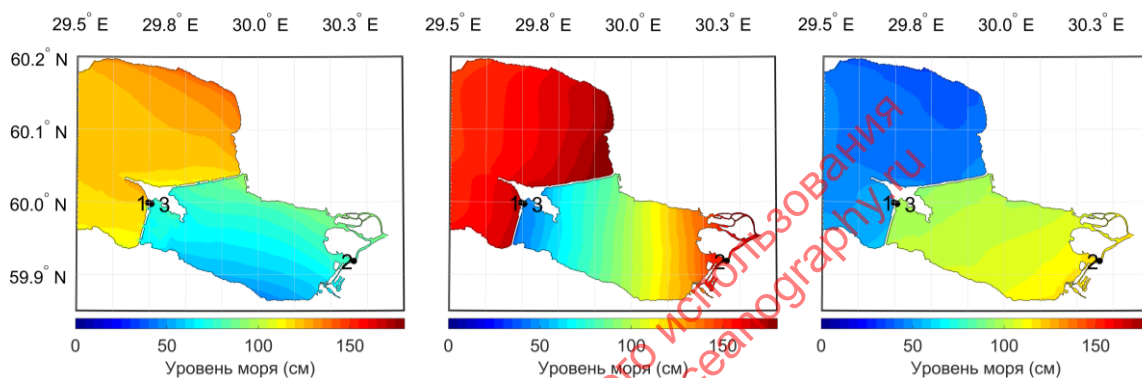 29.5° E 29.8° E 30.0° E 30.3° E 29.5° E 29.8° E 30.0° E 30.3° E 29.5° E 29.8° E 30.0° E 30.3° E
60.2° N
60.1° N
60.0° N
59.9° N
1 3
2
1 3
2
1 3
2
0 50 100 150
0 50 100 150
0 50 100 150
Уровень моря (см) Уровень моря (см) Уровень моря (см)
ого использования
oceanography.ru